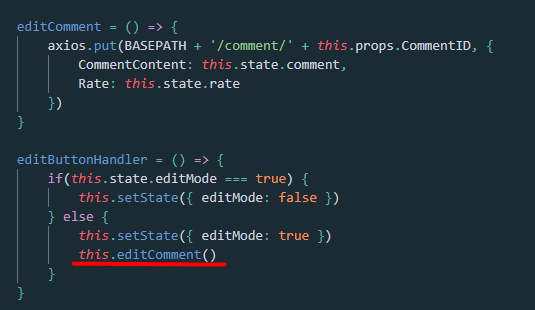 editComment = () => {
axios.put(BASEPATH + '/comment/' + this.props.CommentID, {
CommentContent: this.state.comment,
Rate: this.state.rate
})
}
editButtonHandler = () => {
if(this.state.editMode === true) {
this.setState({ editMode: false })
} else {
this.setState({ editMode: true })
this.editComment()
}
}